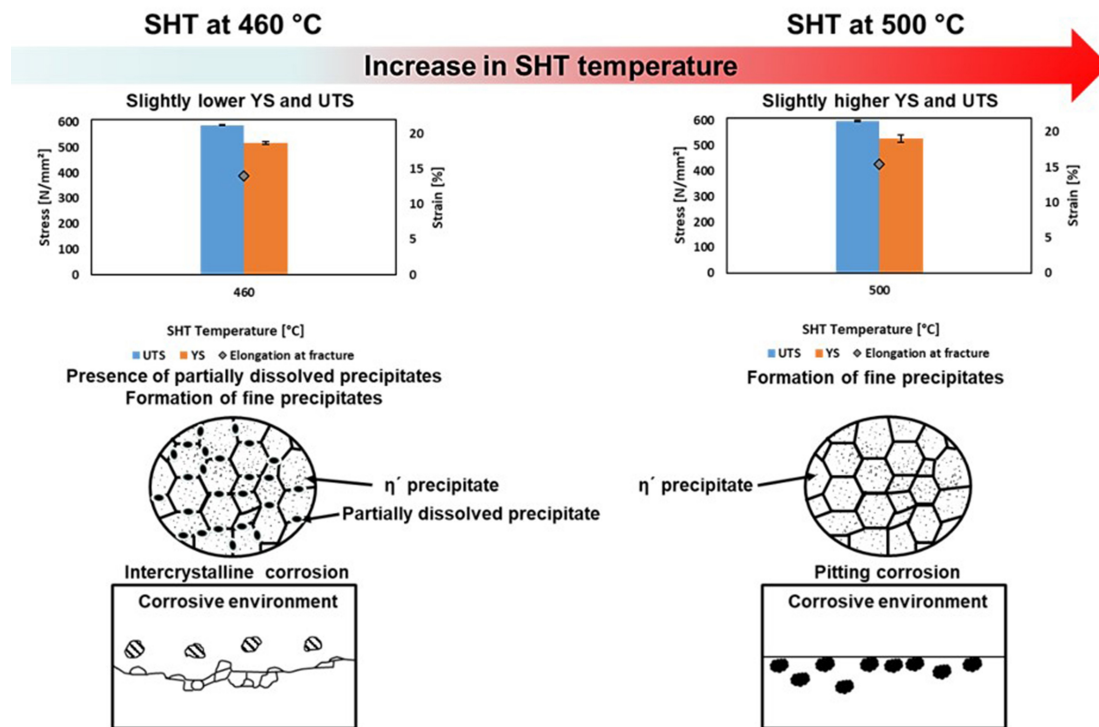 SHT at 460 °C
SHT at 500 °C
Increase in SHT temperature
Slightly lower YS and UTS
600
500
400
300
200
100
0
Stress [N/mm²]
20
15
10
5
0
Strain [%]
460
SHT Temperature [°C]
UTS YS Elongation at fracture
Presence of partially dissolved precipitates
Formation of fine precipitates
η´ precipitate
Partially dissolved precipitate
Intercrystalline corrosion
Corrosive environment
Slightly higher YS and UTS
600
500
400
300
200
100
0
Stress [N/mm²]
20
15
10
5
0
Strain [%]
500
SHT Temperature [°C]
UTS YS Elongation at fracture
Formation of fine precipitates
η´ precipitate
Pitting corrosion
Corrosive environment